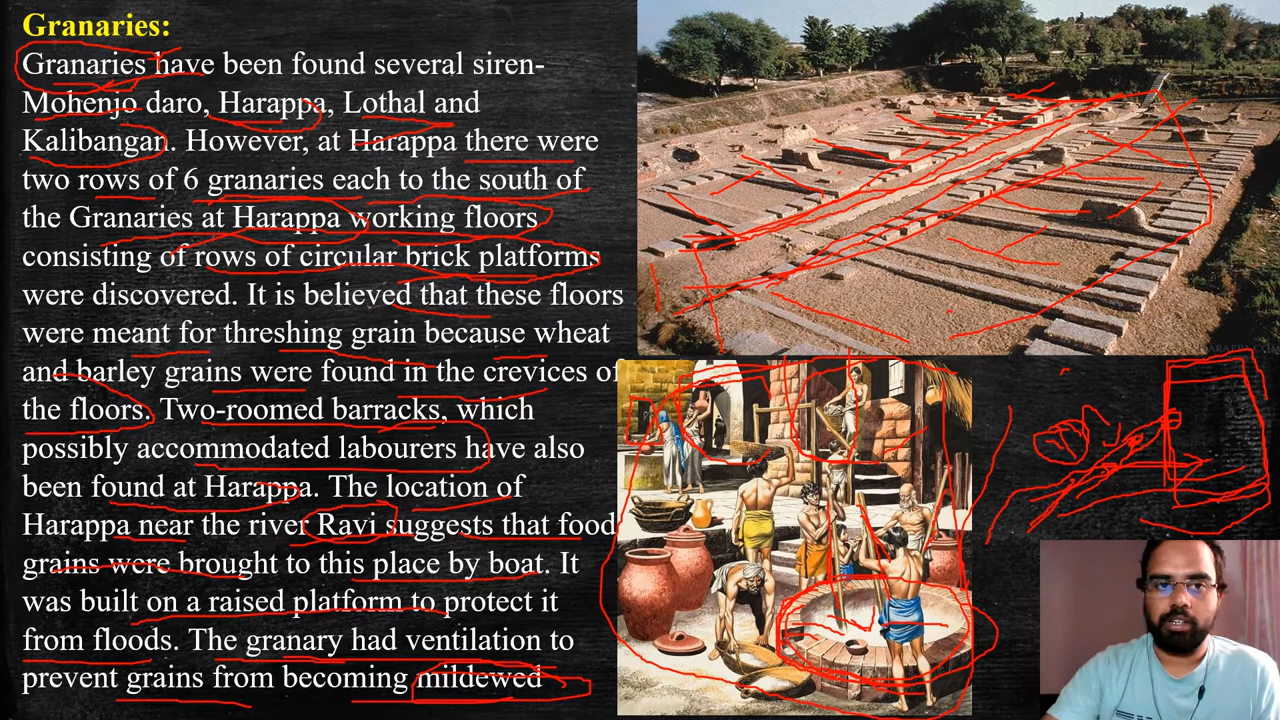 Granaries:
Granaries have been found several siren-
Mohenjo daro, Harappa, Lothal and
Kalibangan. However, at Harappa there were
two rows of 6 granaries each to the south of
the Granaries at Harappa working floors
consisting of rows of circular brick platforms
were discovered. It is believed that these floors
were meant for threshing grain because wheat
and barley grains were found in the crevices of
the floors. Two-roomed barracks, which
possibly accommodated labourers have also
been found at Harappa. The location of
Harappa near the river Ravi suggests that food
grains were brought to this place by boat. It
was built on a raised platform to protect it
from floods. The granary had ventilation to
prevent grains from becoming mildewed